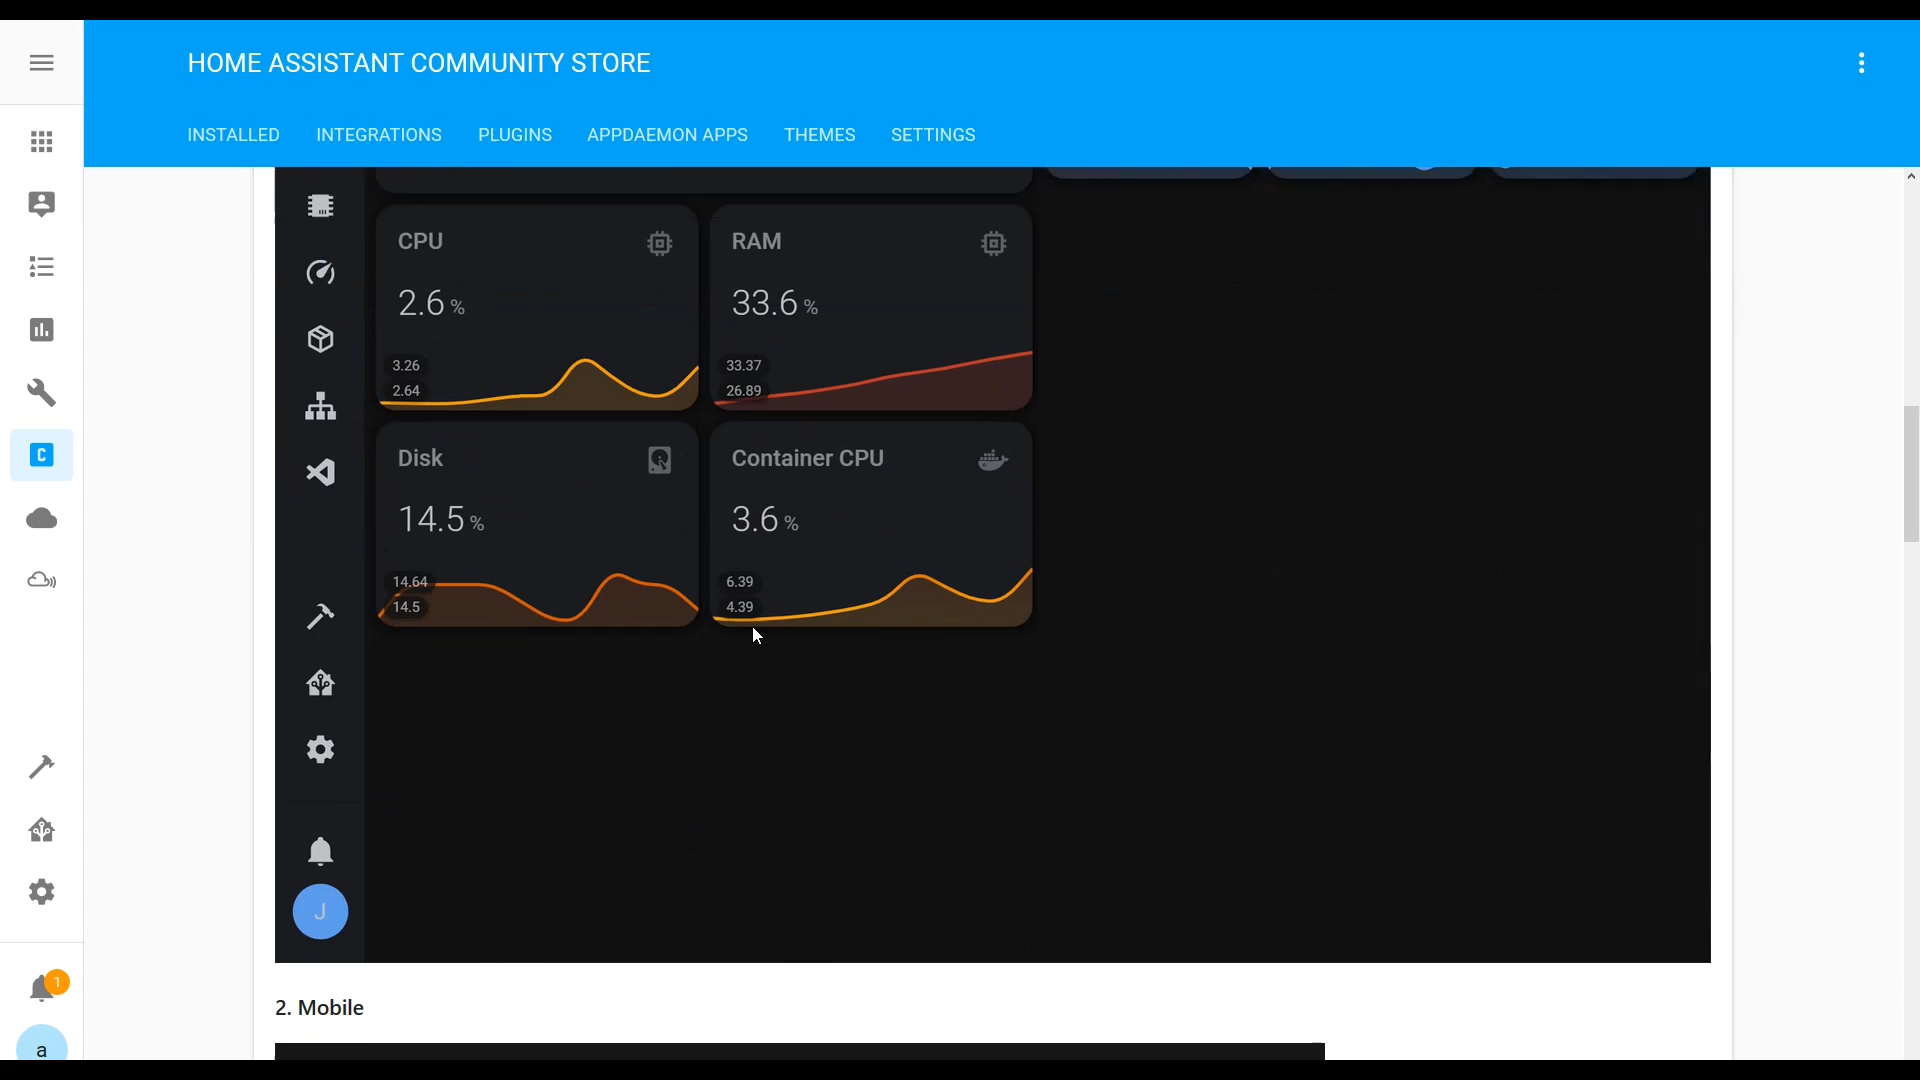 HOME ASSISTANT COMMUNITY STORE
INSTALLED INTEGRATIONS PLUGINS APPDAEMON APPS THEMES SETTINGS
CPU
2.6 %
3.26
2.64
RAM
33.6 %
33.37
26.89
Disk
14.5 %
14.64
14.5
Container CPU
3.6 %
6.39
4.39
C
J
1
a
2. Mobile